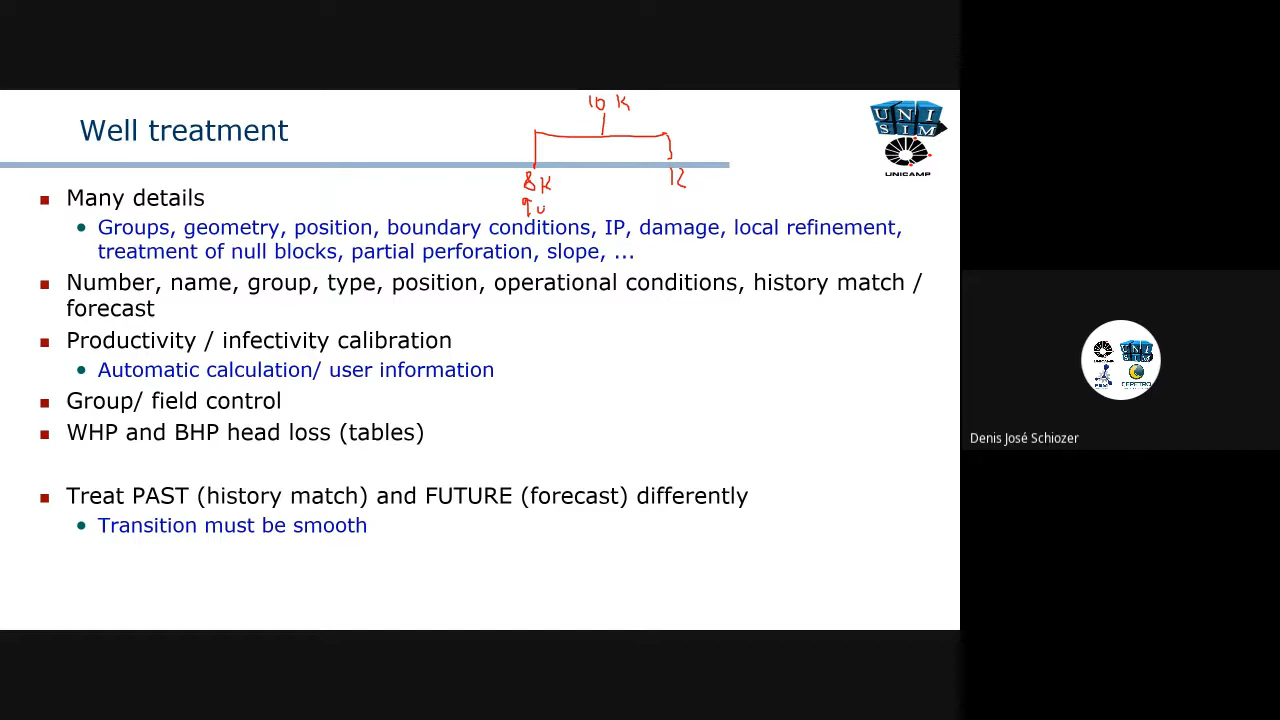 10 K
Well treatment
UNI
SIM
UNICAMP
8K
12
Many details
Groups, geometry, position, boundary conditions, IP, damage, local refinement,
treatment of null blocks, partial perforation, slope, ...
Number, name, group, type, position, operational conditions, history match /
forecast
Productivity / infectivity calibration
Automatic calculation/ user information
Group/ field control
WHP and BHP head loss (tables)
Treat PAST (history match) and FUTURE (forecast) differently
Transition must be smooth
Denis José Schiozer